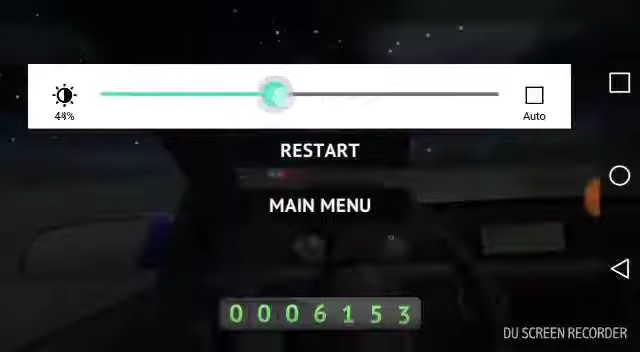 44%
Auto
RESTART
MAIN MENU
0006153
DU SCREEN RECORDER